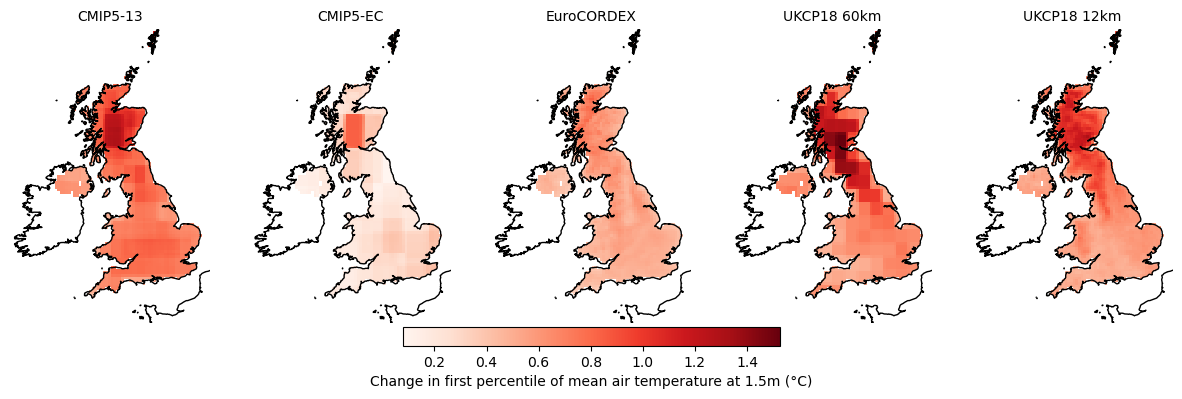 CMIP5-13 CMIP5-EC EuroCORDEX UKCP18 60km UKCP18 12km
0.2 0.4 0.6 0.8 1.0 1.2 1.4
Change in first percentile of mean air temperature at 1.5m (°C)